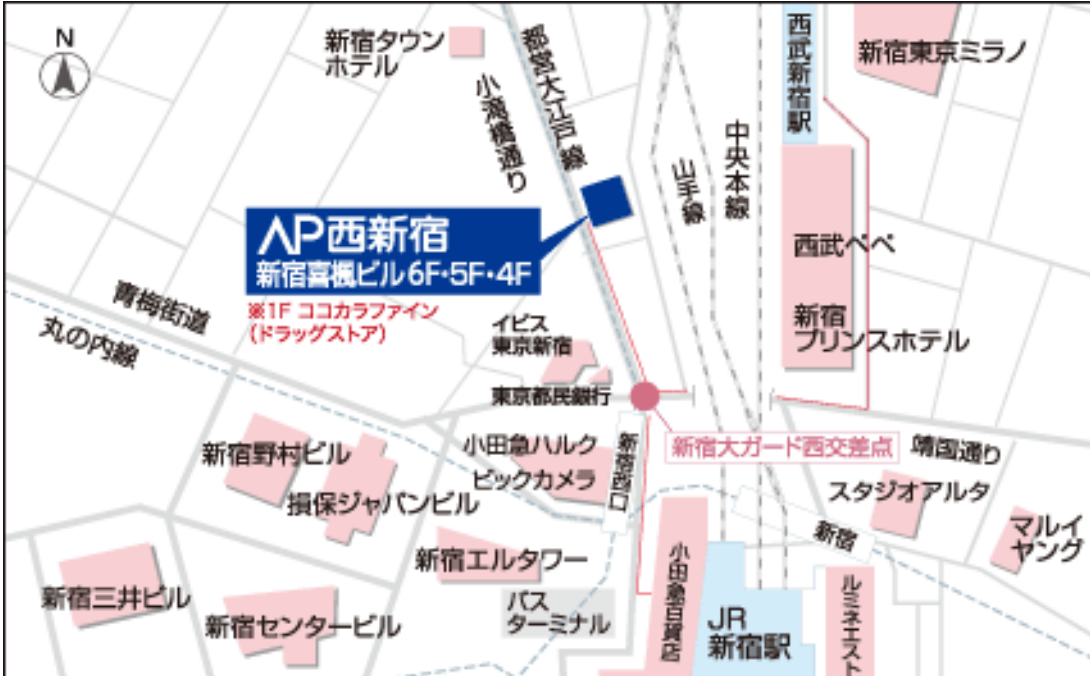 N
新宿タウン
ホテル
小滝橋通り
都営大江戸線
山手線
中央本線
西武新宿駅
新宿東京ミラノ
AP西新宿
新宿喜楓ビル6F・5F・4F
※1F ココカラファイン
(ドラッグストア)
西武ペペ
新宿
プリンスホテル
青梅街道
丸の内線
イビス
東京新宿
東京都民銀行
新宿大ガード西交差点
靖国通り
新宿野村ビル
損保ジャパンビル
小田急ハルク
ビックカメラ
新宿西口
スタジオアルタ
マルイ
ヤング
新宿
新宿三井ビル
新宿センタービル
新宿エルタワー
バス
ターミナル
小田急百貨店
JR
新宿駅
ルミネエスト